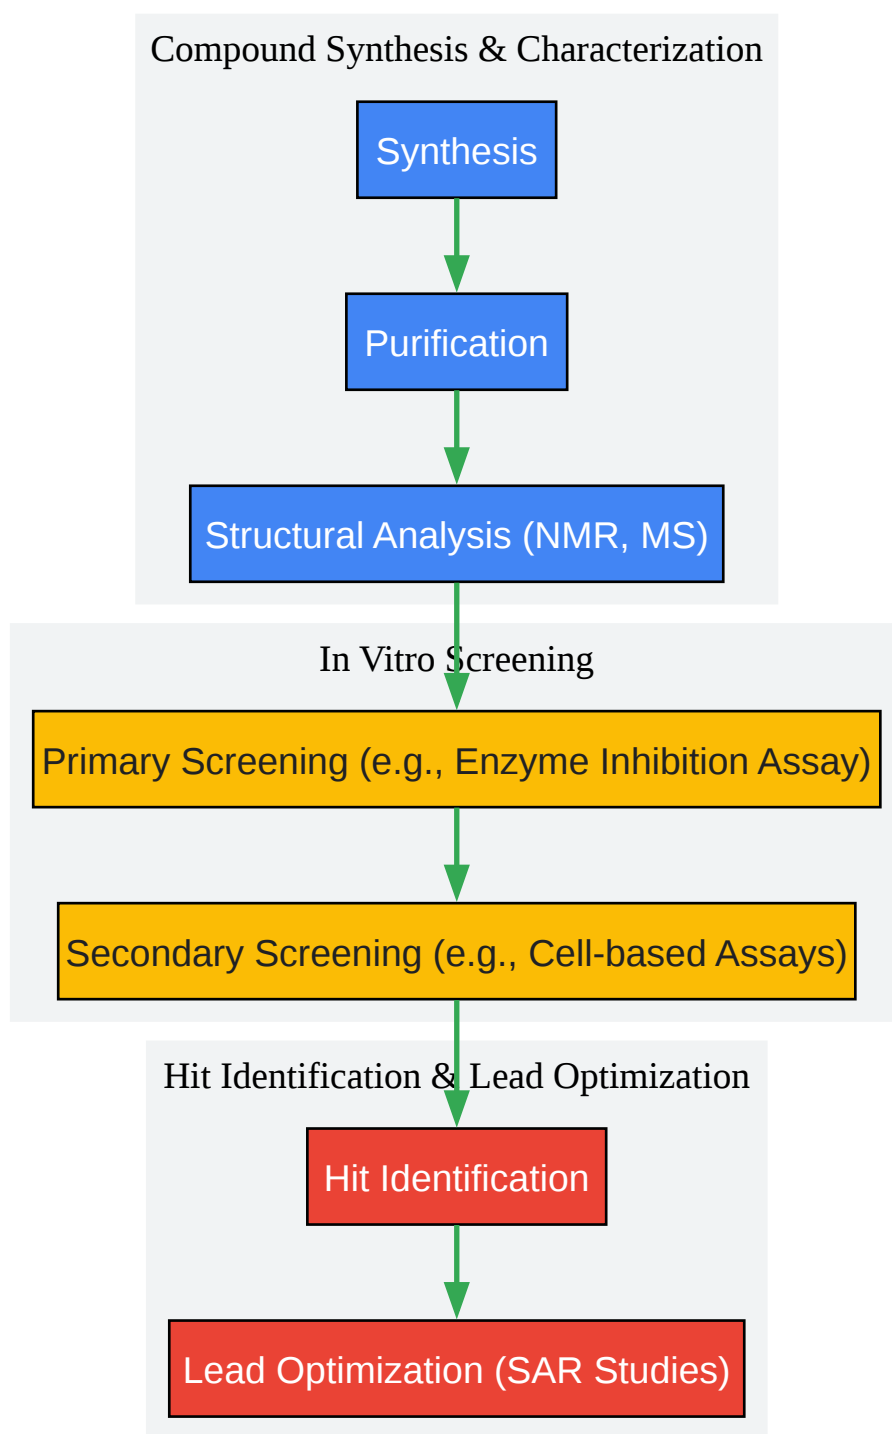 Compound Synthesis & Characterization
Synthesis
Purification
Structural Analysis (NMR, MS)
In Vitro Screening
Primary Screening (e.g., Enzyme Inhibition Assay)
Secondary Screening (e.g., Cell-based Assays)
Hit Identification & Lead Optimization
Hit Identification
Lead Optimization (SAR Studies)